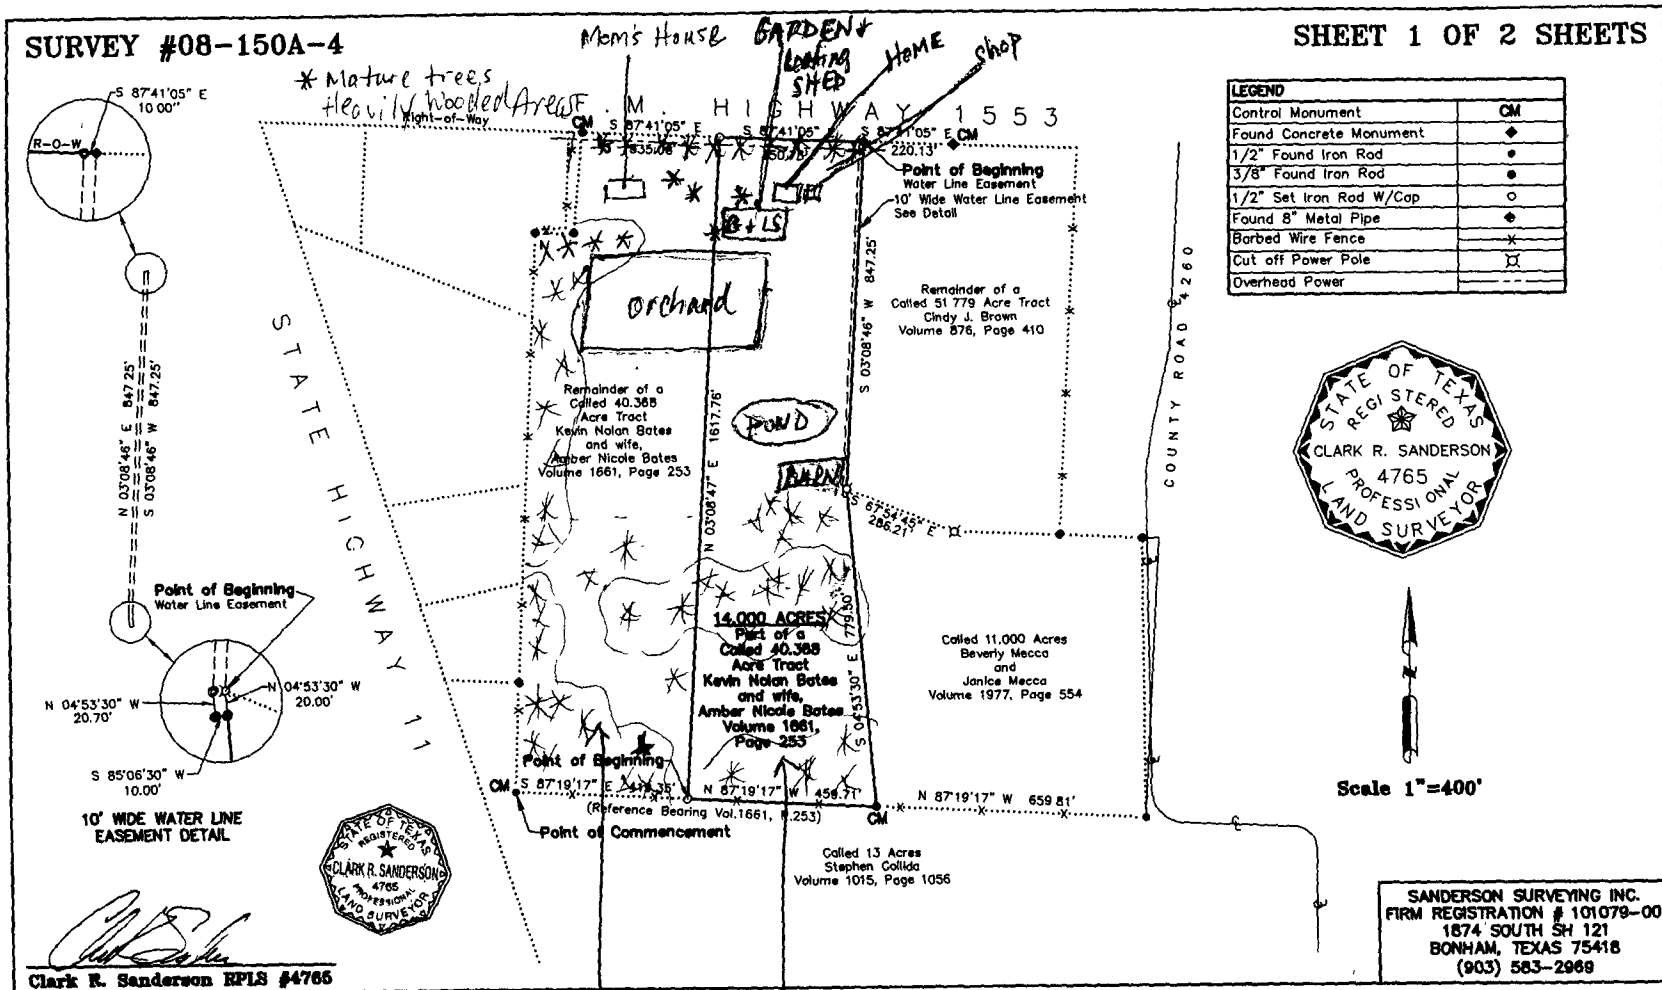 SURVEY #08-150A-4
SHEET 1 OF 2 SHEETS
Mom's House
GARDEN &
SHED
HOME
Shop
* Mature trees
Heavily Wooded Areas
F. M. HIGHWAY 1553
Right-of-Way
CM
S 87°41'05" E
835.06'
S 87°41'05" E
S 87°41'05" E
220.13'
CM
S 87°41'05" E
10.00"
R-O-W
Point of Beginning
Water Line Easement
10' Wide Water Line Easement
See Detail
G & LS
Orchard
POND
BARN
LEGEND
Control Monument CM
Found Concrete Monument
1/2" Found Iron Rod
3/8" Found Iron Rod
1/2" Set Iron Rod W/Cap
Found 8" Metal Pipe
Barbed Wire Fence
Cut off Power Pole
Overhead Power
Remainder of a
Called 51.779 Acre Tract
Cindy J. Brown
Volume 876, Page 410
S 03°08'46" W 847.25'
COUNTY ROAD 4260
STATE HIGHWAY 11
N 03°08'46" E 847.25'
S 03°08'46" W 847.25'
Remainder of a
Called 40.368
Acre Tract
Kevin Nolan Bates
and wife,
Amber Nicole Bates
Volume 1661, Page 253
N 03°08'47" E 1617.76'
S 67°54'45" E
286.21'
STATE OF TEXAS
REGISTERED
CLARK R. SANDERSON
4765
PROFESSIONAL
LAND SURVEYOR
Point of Beginning
Water Line Easement
N 04°53'30" W
20.70'
N 04°53'30" W
20.00'
S 85°06'30" W
10.00'
10' WIDE WATER LINE
EASEMENT DETAIL
14.000 ACRES
Part of a
Called 40.368
Acre Tract
Kevin Nolan Bates
and wife,
Amber Nicole Bates
Volume 1661,
Page 253
S 04°53'30" E 779.50'
Called 11.000 Acres
Beverly Mecca
and
Janice Mecca
Volume 1977, Page 554
N
Scale 1"=400'
Point of Beginning
CM
S 87°19'17" E
N 87°19'17" W 459.71'
N 87°19'17" W 659.81'
(Reference Bearing Vol.1661, P.253)
CM
Point of Commencement
Called 13 Acres
Stephen Collida
Volume 1015, Page 1056
STATE OF TEXAS
REGISTERED
CLARK R. SANDERSON
4765
PROFESSIONAL
LAND SURVEYOR
Clark R. Sanderson RPLS #4765
SANDERSON SURVEYING INC.
FIRM REGISTRATION # 101079-00
1874 SOUTH SH 121
BONHAM, TEXAS 75418
(903) 583-2969